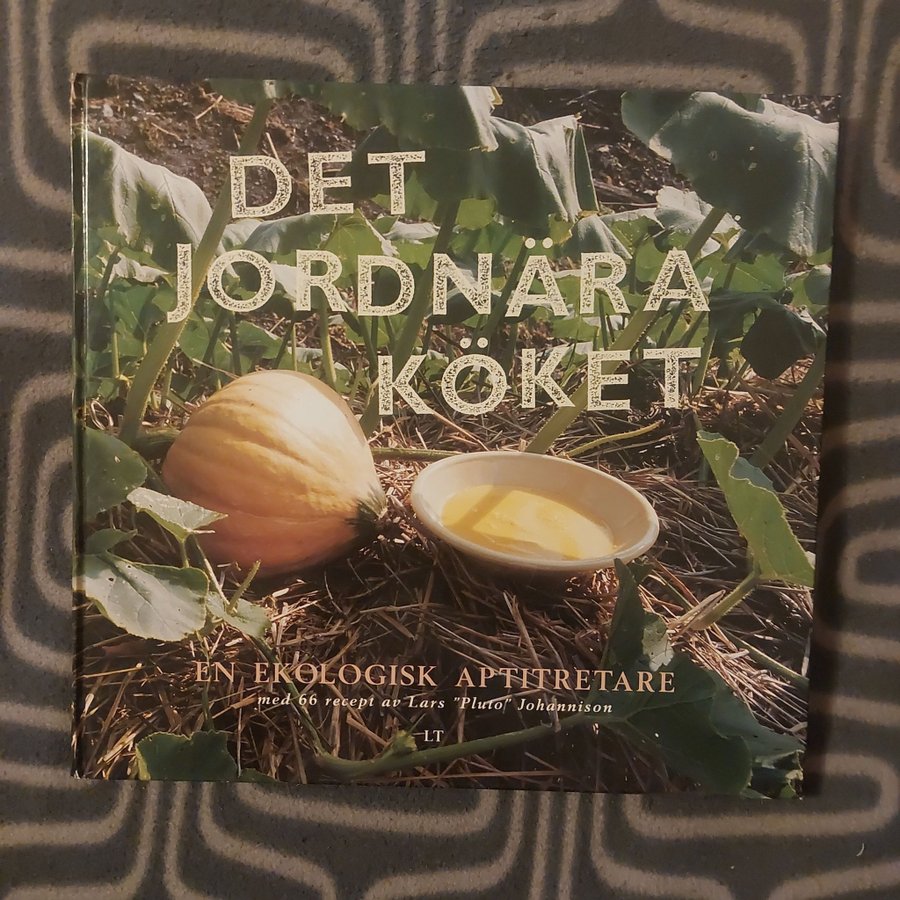 DET
JORDNÄRA
KÖKET
EN EKOLOGISK APTITRETARE
med 66 recept av Lars "Pluto" Johannison
LT